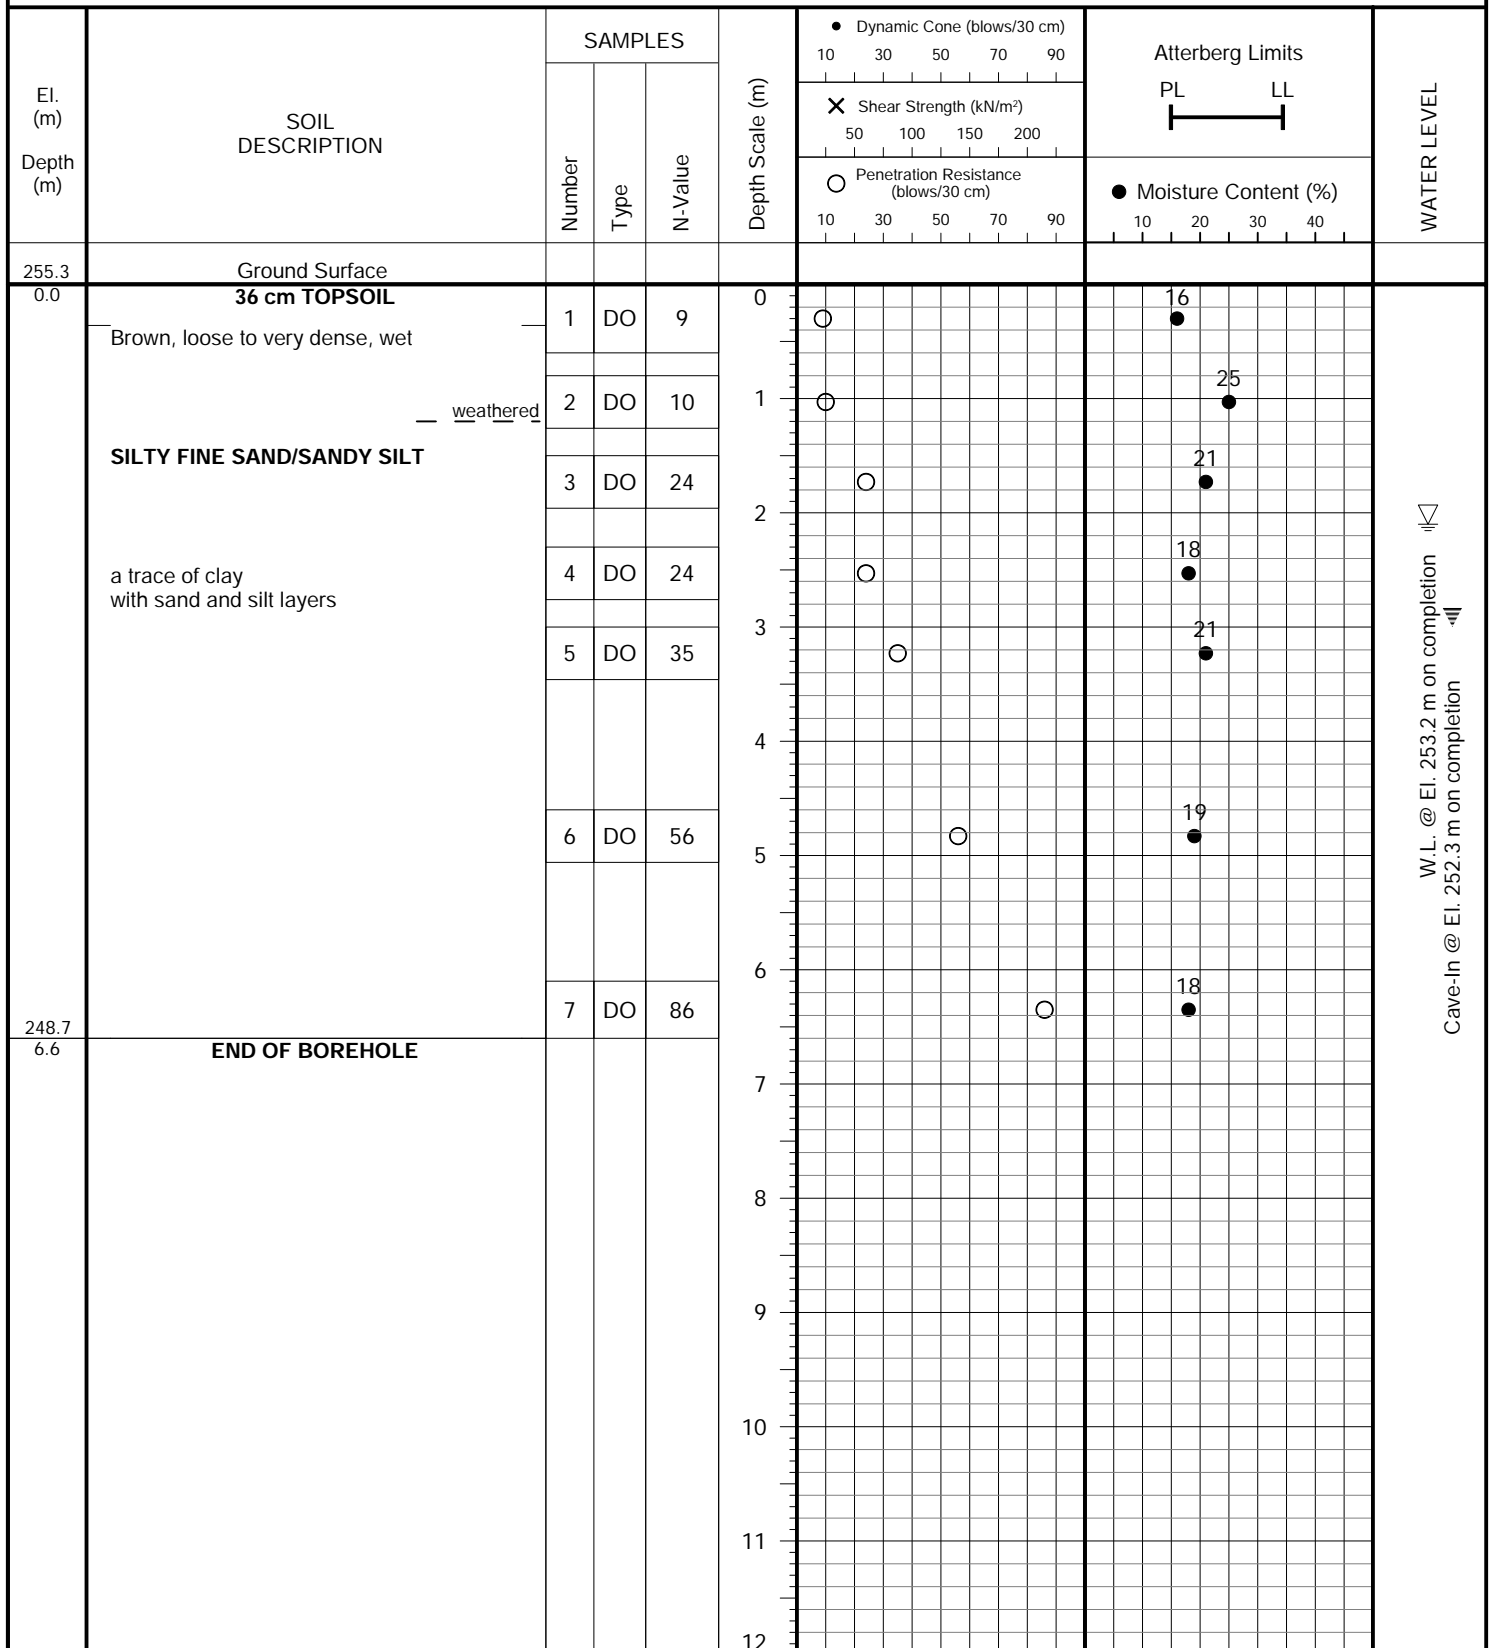 El.
(m)
Depth
(m)
SOIL
DESCRIPTION
SAMPLES
Number
Type
N-Value
Depth Scale (m)
Dynamic Cone (blows/30 cm)
10 30 50 70 90
Shear Strength (kN/m²)
50 100 150 200
Penetration Resistance
(blows/30 cm)
10 30 50 70 90
Atterberg Limits
PL LL
Moisture Content (%)
10 20 30 40
WATER LEVEL
255.3 Ground Surface
0.0 36 cm TOPSOIL 0 16
1 DO 9
Brown, loose to very dense, wet
25
1
weathered 2 DO 10
SILTY FINE SAND/SANDY SILT 21
3 DO 24
2
18
a trace of clay 4 DO 24
with sand and silt layers
3 21
5 DO 35
4
19
6 DO 56
5
6
18
7 DO 86
248.7
6.6 END OF BOREHOLE
7
8
9
10
11
12
W.L. @ El. 253.2 m on completion
Cave-In @ El. 252.3 m on completion